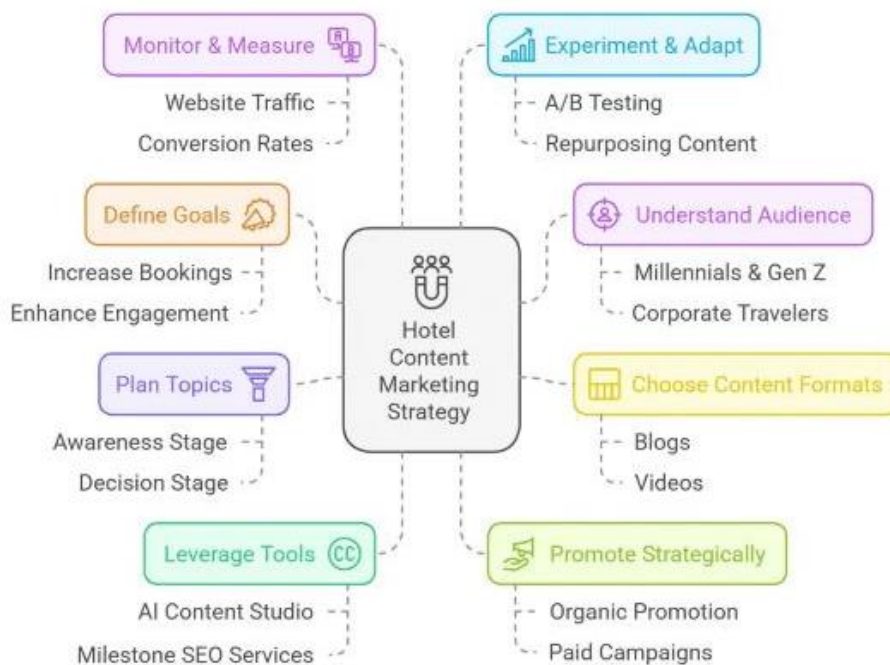 Monitor & Measure
Website Traffic
Conversion Rates
Experiment & Adapt
A/B Testing
Repurposing Content
Define Goals
Increase Bookings
Enhance Engagement
Understand Audience
Millennials & Gen Z
Corporate Travelers
Hotel
Content
Marketing
Strategy
Plan Topics
Awareness Stage
Decision Stage
Choose Content Formats
Blogs
Videos
Leverage Tools
CC
AI Content Studio
Milestone SEO Services
Promote Strategically
Organic Promotion
Paid Campaigns